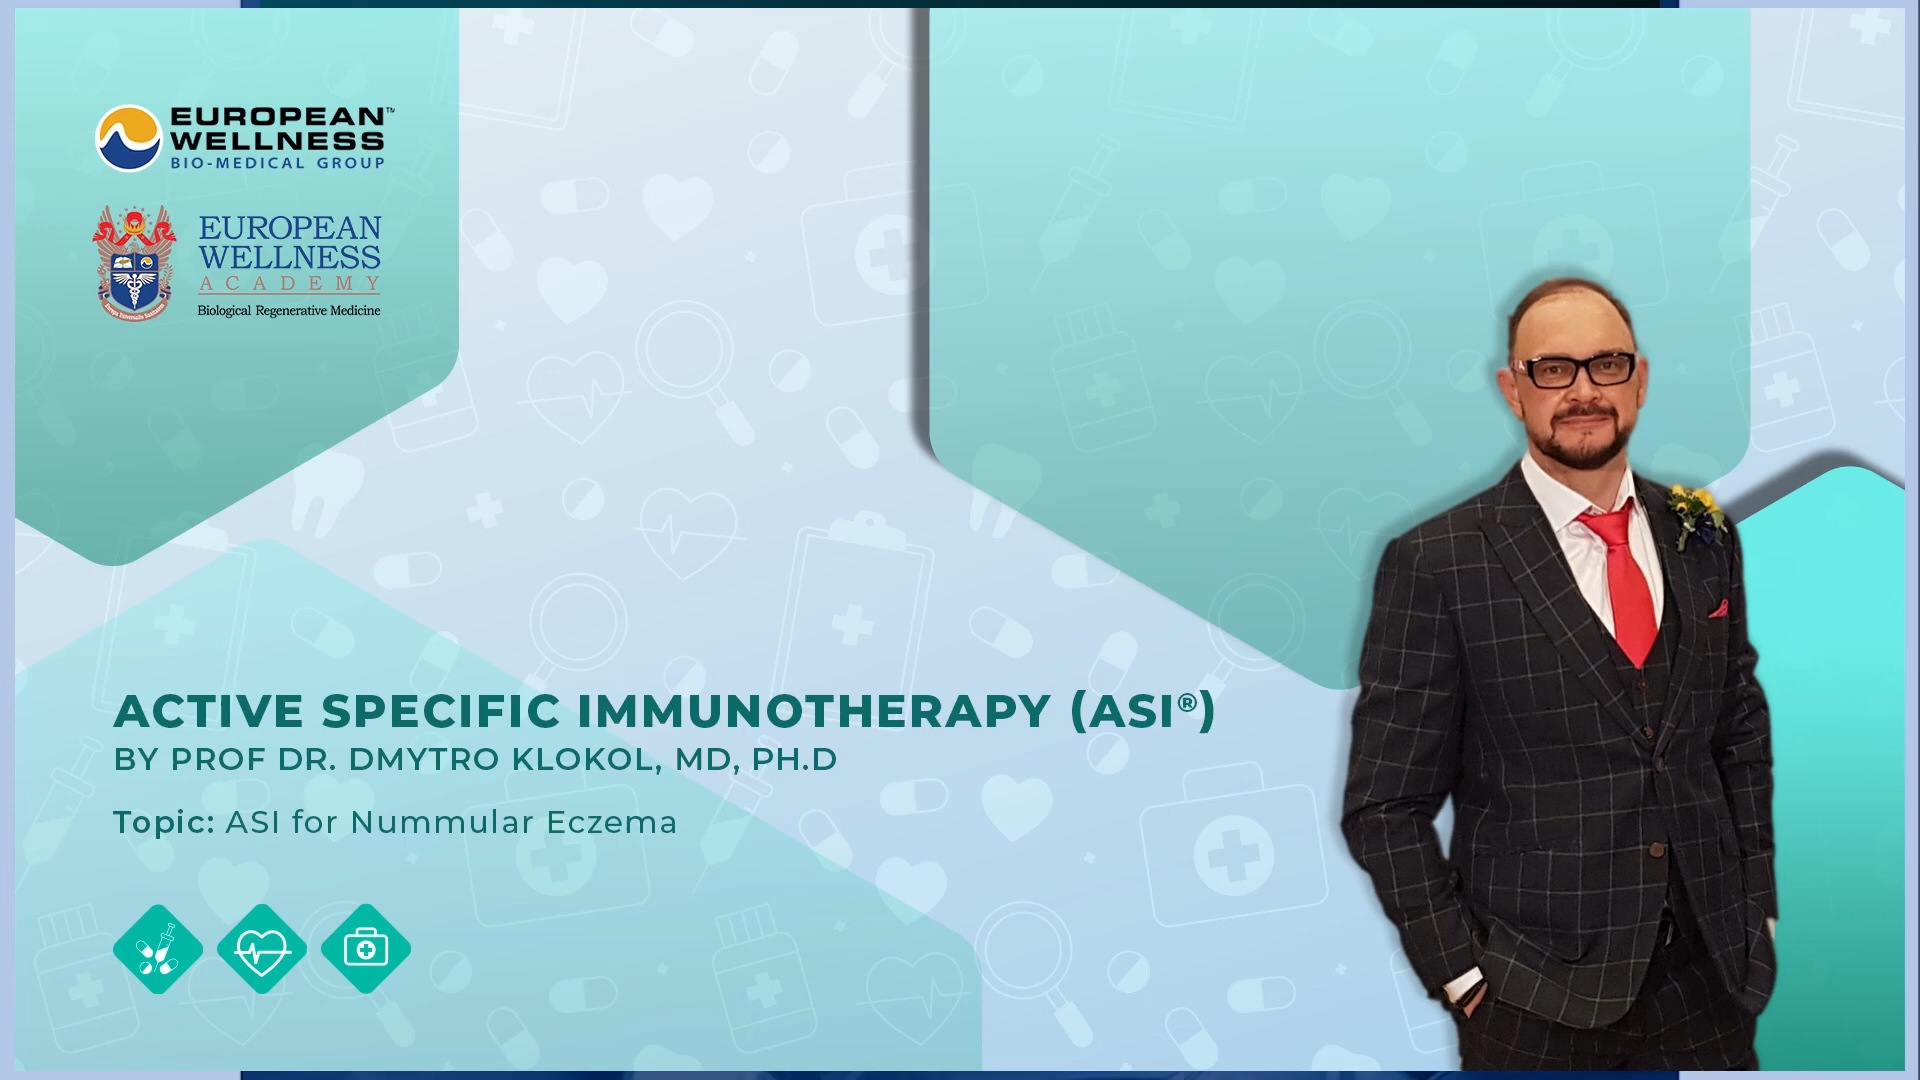 EUROPEAN™
WELLNESS
BIO-MEDICAL GROUP
EUROPEAN
WELLNESS
ACADEMY
Biological Regenerative Medicine
ACTIVE SPECIFIC IMMUNOTHERAPY (ASI®)
BY PROF DR. DMYTRO KLOKOL, MD, PH.D
Topic: ASI for Nummular Eczema